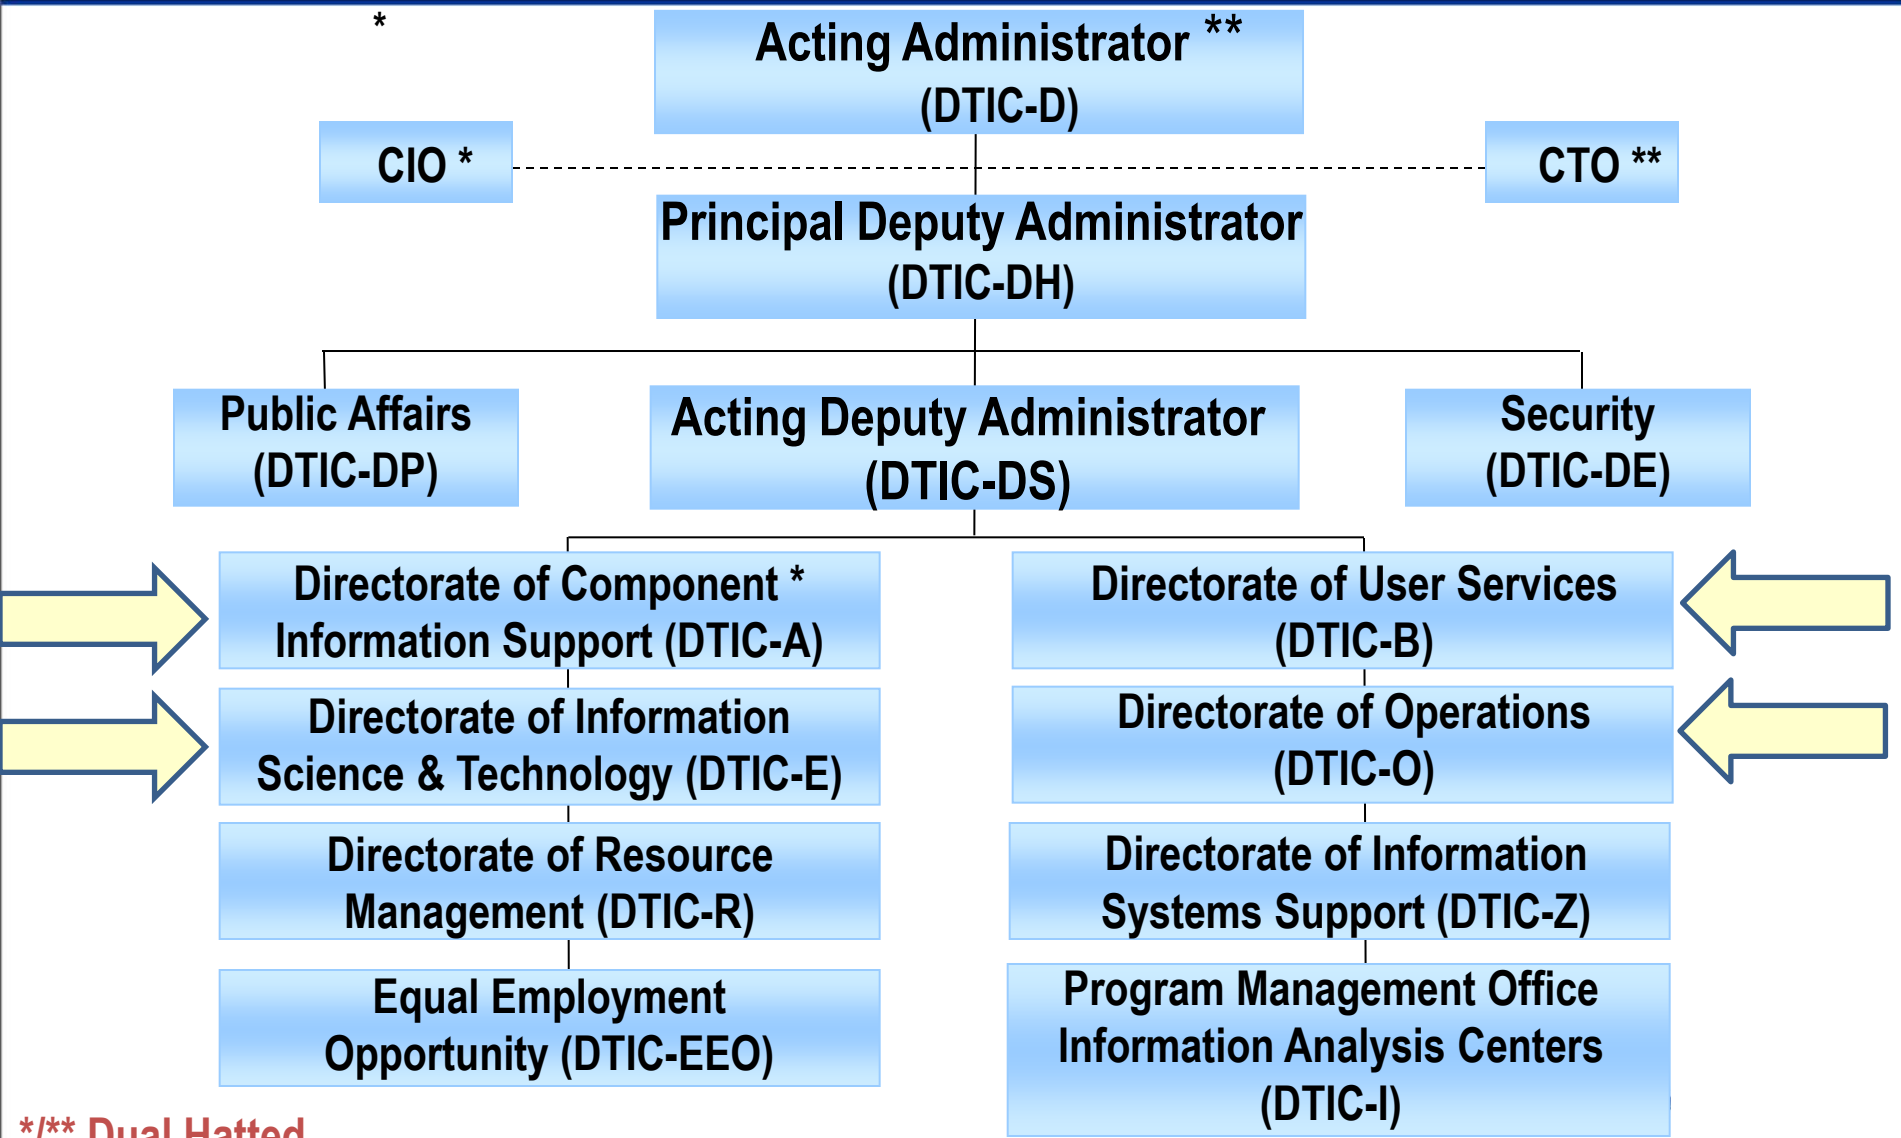 *
Acting Administrator **
(DTIC-D)
CIO *
CTO **
Principal Deputy Administrator
(DTIC-DH)
Public Affairs
(DTIC-DP)
Acting Deputy Administrator
(DTIC-DS)
Security
(DTIC-DE)
Directorate of Component *
Information Support (DTIC-A)
Directorate of User Services
(DTIC-B)
Directorate of Information
Science & Technology (DTIC-E)
Directorate of Operations
(DTIC-O)
Directorate of Resource
Management (DTIC-R)
Directorate of Information
Systems Support (DTIC-Z)
Equal Employment
Opportunity (DTIC-EEO)
Program Management Office
Information Analysis Centers
(DTIC-I)
*/** Dual Hatted